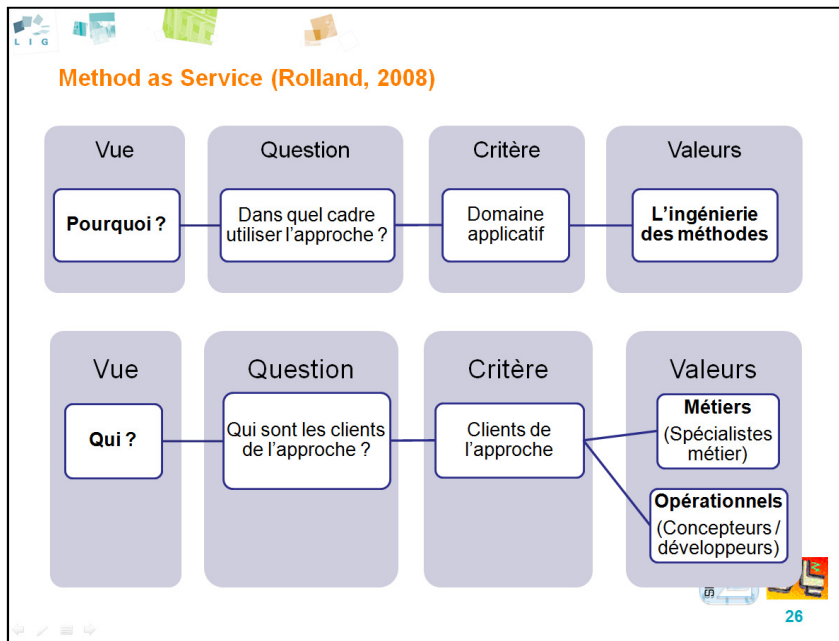 L I G
Method as Service (Rolland, 2008)
Vue
Question
Critère
Valeurs
Pourquoi ?
Dans quel cadre
utiliser l'approche ?
Domaine
applicatif
L'ingénierie
des méthodes
Vue
Question
Critère
Valeurs
Qui ?
Qui sont les clients
de l'approche ?
Clients de
l'approche
Métiers
(Spécialistes
métier)
Opérationnels
(Concepteurs /
développeurs)
26